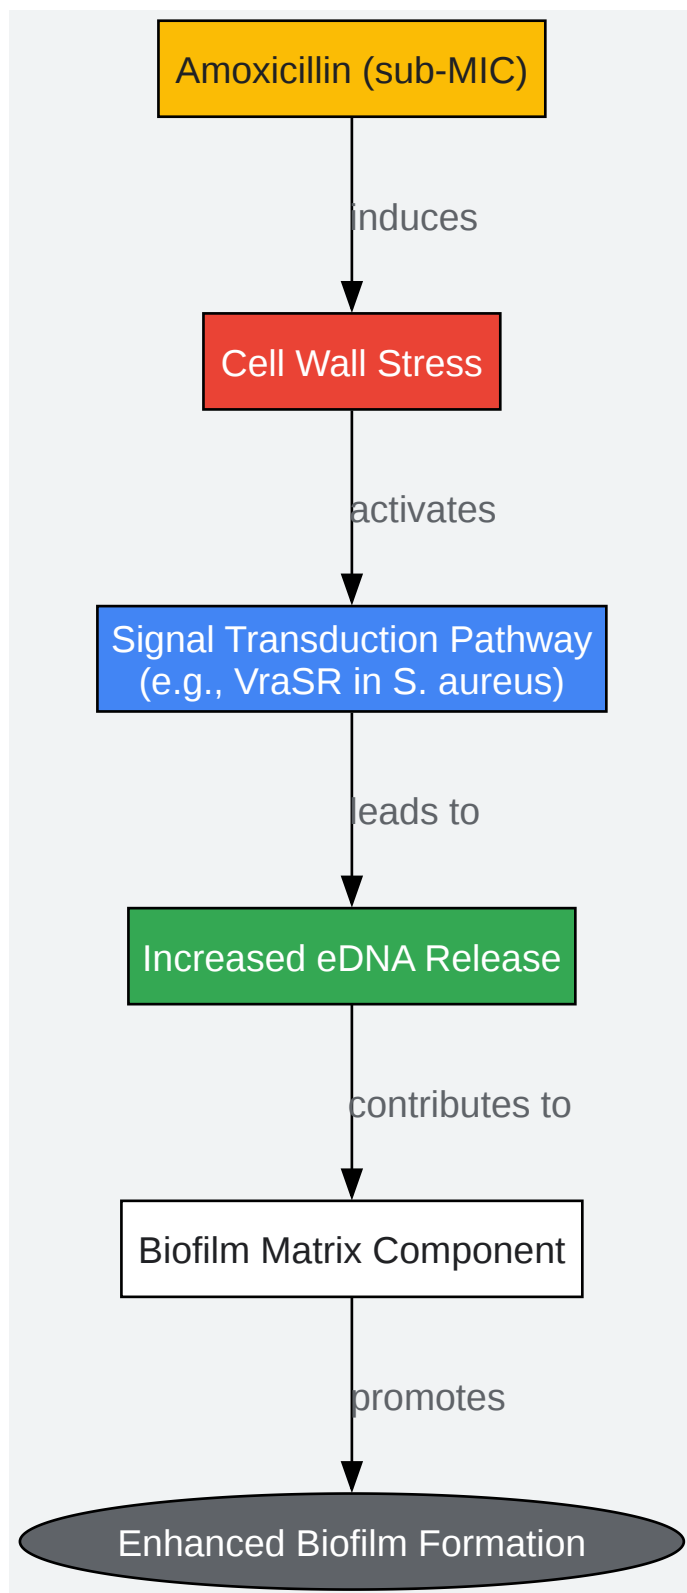 Amoxicillin (sub-MIC)
induces
Cell Wall Stress
activates
Signal Transduction Pathway
(e.g., VraSR in S. aureus)
leads to
Increased eDNA Release
contributes to
Biofilm Matrix Component
promotes
Enhanced Biofilm Formation